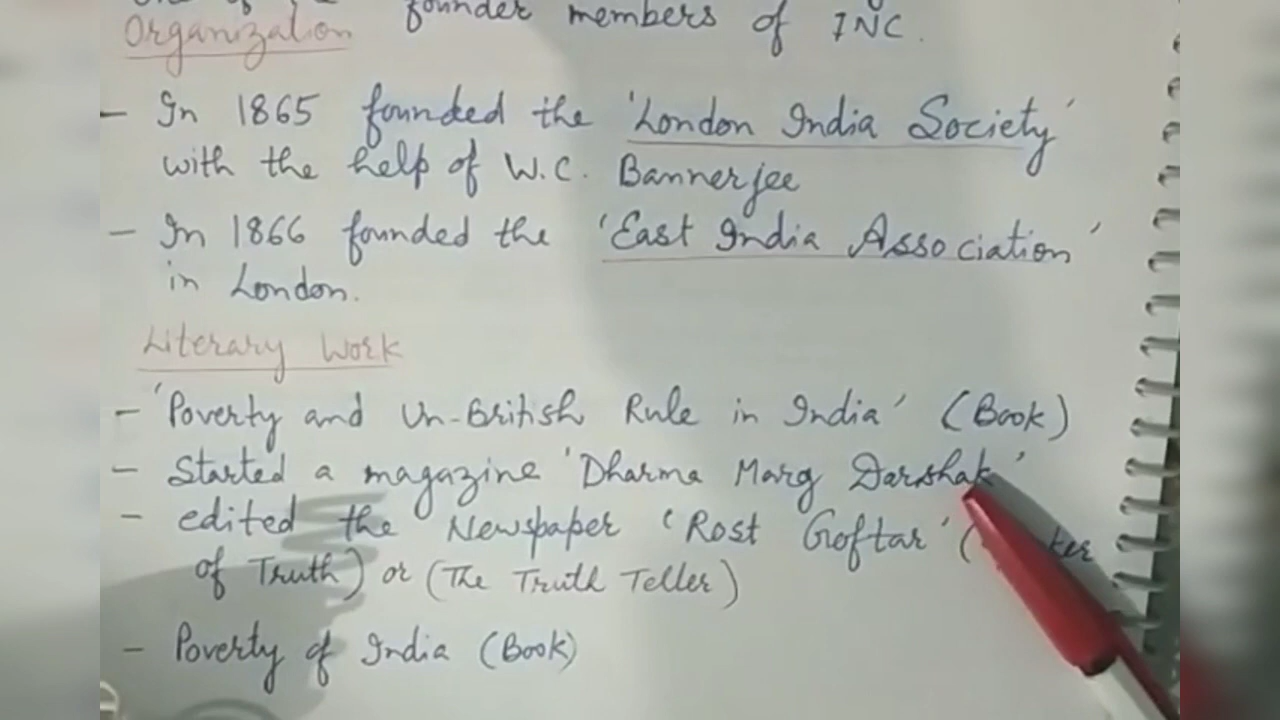 founder members of INC.
Organization
- In 1865 founded the 'London India Society'
with the help of W.C. Bannerjee
- In 1866 founded the 'East India Association'
in London.
Literary Work
- 'Poverty and Un-British Rule in India' (Book)
- Started a magazine 'Dharma Marg Darshak'
- edited the Newspaper 'Rost Goftar' (
of Truth) or (The Truth Teller)
- Poverty of India (Book)